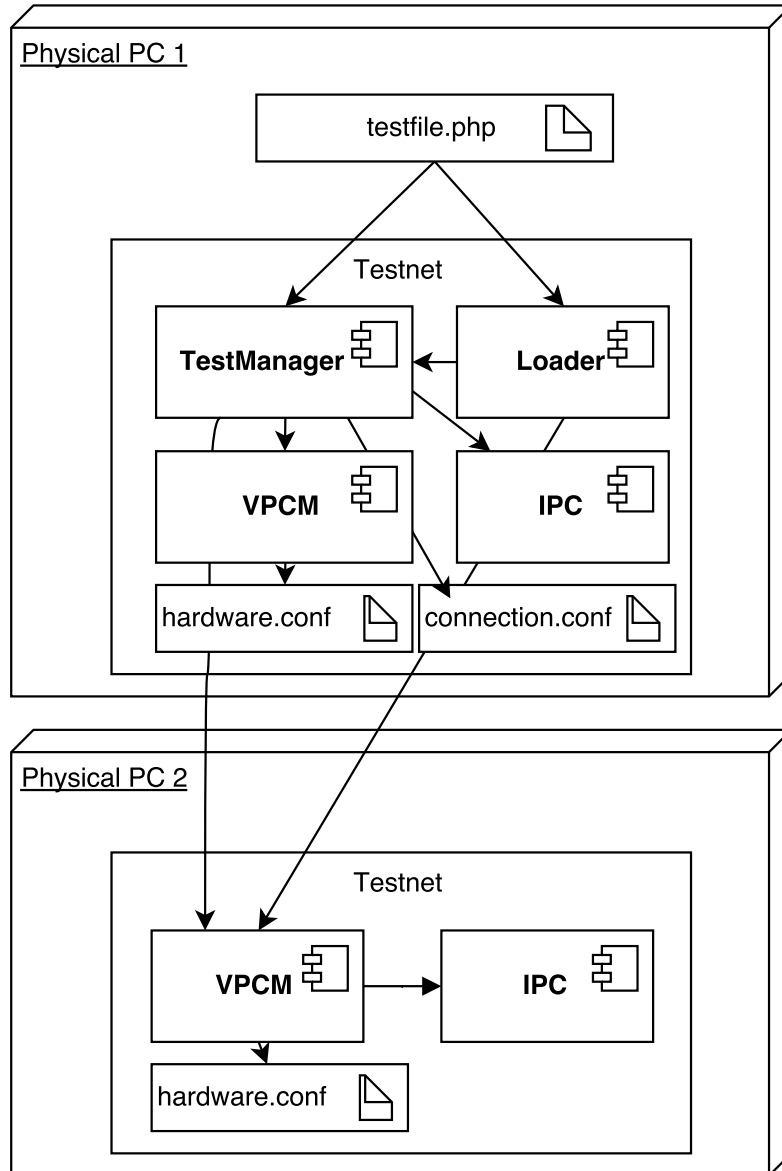 Physical PC 1
testfile.php
Testnet
TestManager
Loader
VPCM
IPC
hardware.conf
connection.conf
Physical PC 2
Testnet
VPCM
IPC
hardware.conf